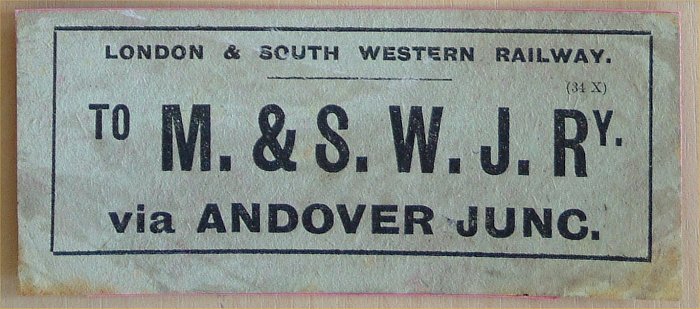 LONDON & SOUTH WESTERN RAILWAY.
(34 X)
TO M. & S. W. J. RY.
via ANDOVER JUNC.